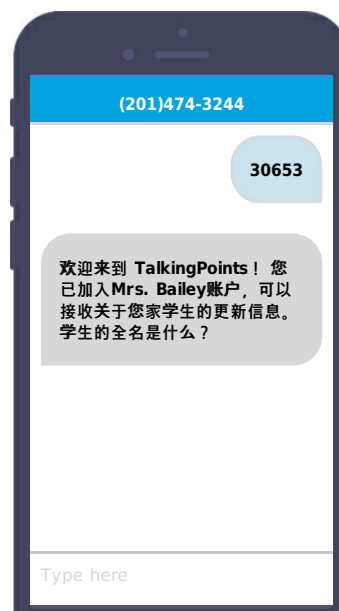 (201)474-3244
30653
欢迎来到 TalkingPoints！ 您
已加入Mrs. Bailey账户，可以
接收关于您家学生的更新信息。
学生的全名是什么？
Type here